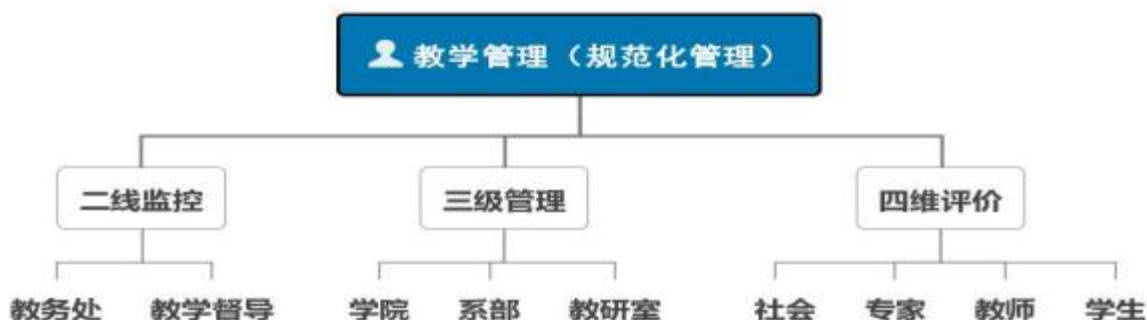 教学管理（规范化管理）
二线监控 三级管理 四维评价
教务处 教学督导 学院 系部 教研室 社会 专家 教师 学生